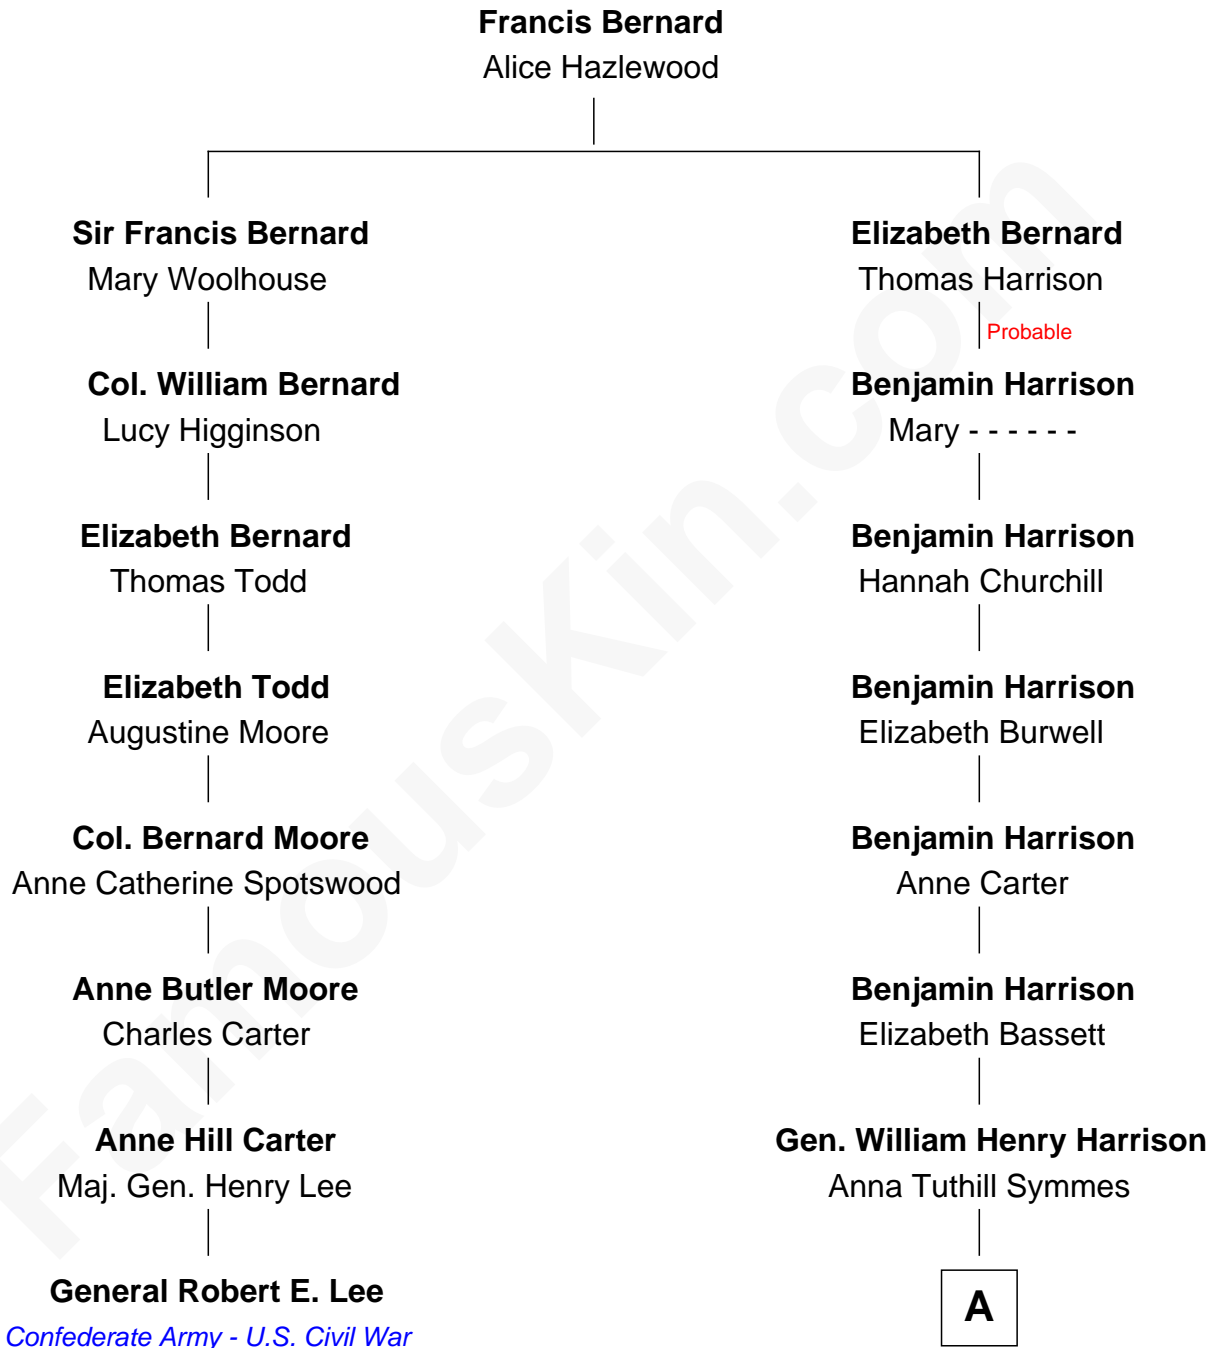 Francis Bernard
Alice Hazlewood
Sir Francis Bernard
Mary Woolhouse
Elizabeth Bernard
Thomas Harrison
Probable
Col. William Bernard
Lucy Higginson
Benjamin Harrison
Mary - - - - - -
Elizabeth Bernard
Thomas Todd
Benjamin Harrison
Hannah Churchill
Elizabeth Todd
Augustine Moore
Benjamin Harrison
Elizabeth Burwell
Col. Bernard Moore
Anne Catherine Spotswood
Benjamin Harrison
Anne Carter
Anne Butler Moore
Charles Carter
Benjamin Harrison
Elizabeth Bassett
Anne Hill Carter
Maj. Gen. Henry Lee
Gen. William Henry Harrison
Anna Tuthill Symmes
General Robert E. Lee
Confederate Army - U.S. Civil War
A
FamousKin.com